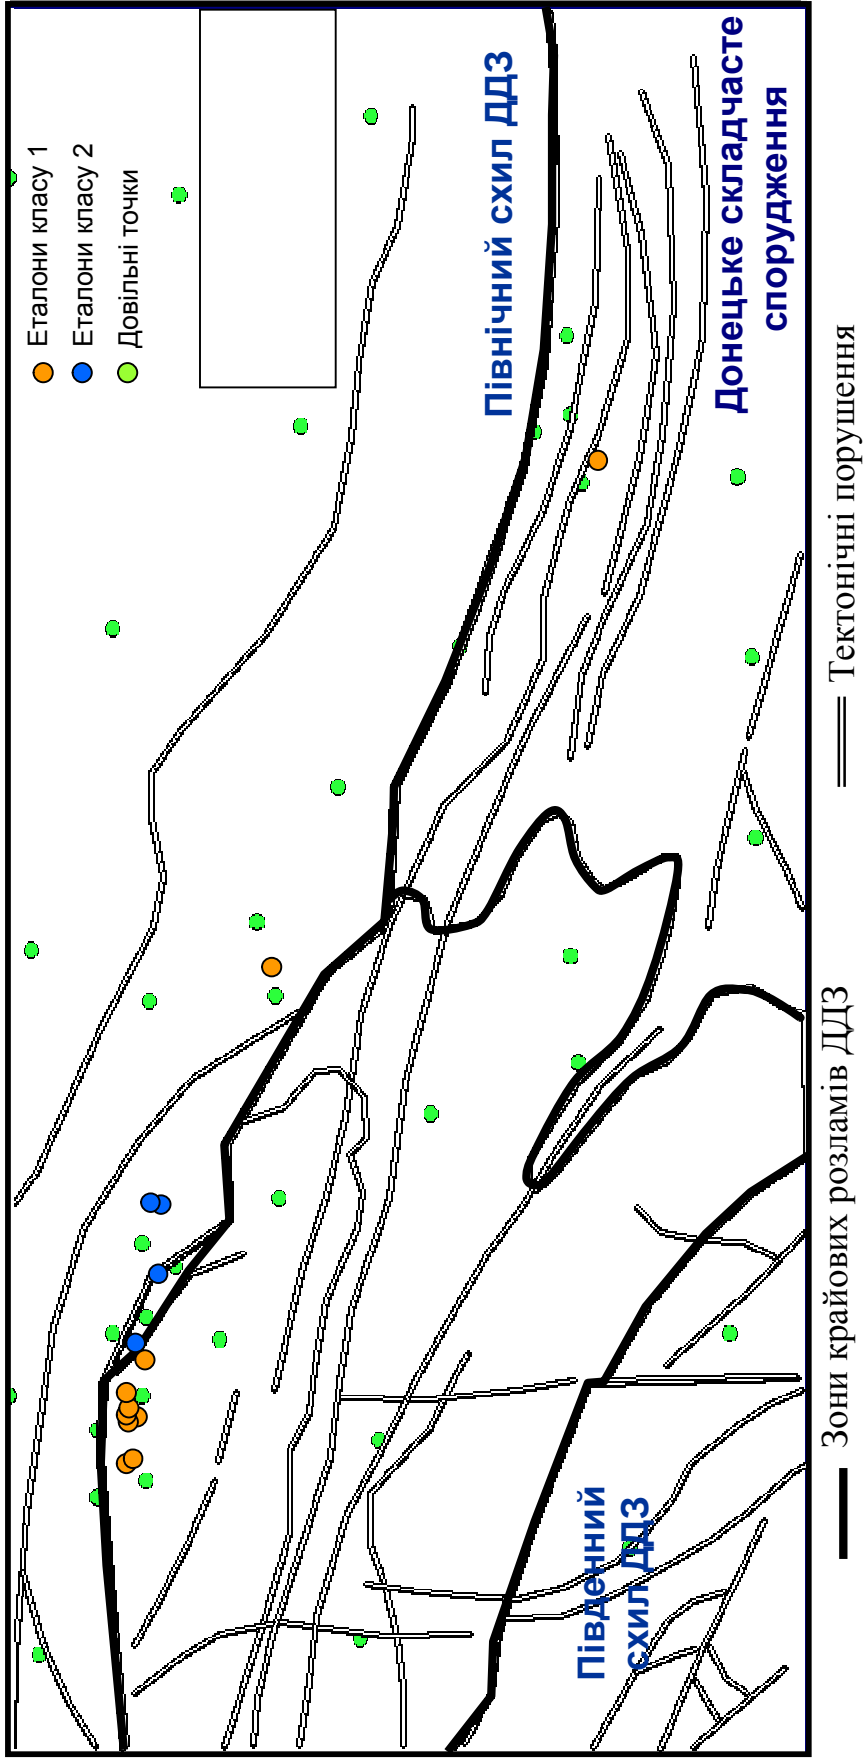 Еталони класу 1
Еталони класу 2
Довільні точки
Північний схил ДДЗ
Донецьке складчасте
спорудження
Південний
схил ДДЗ
Зони крайових розламів ДДЗ
Тектонічні порушення